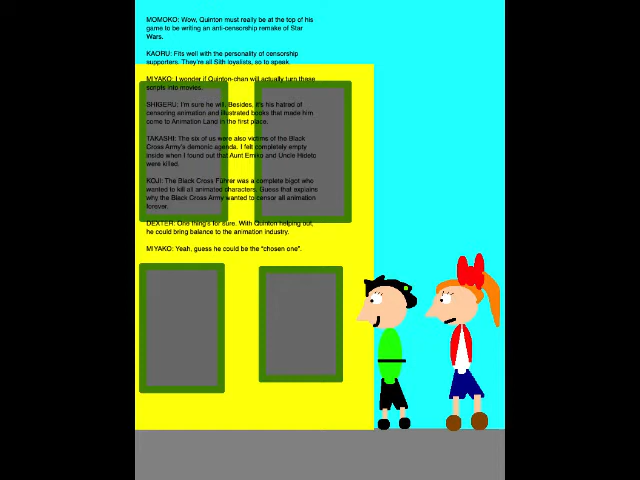 MOMOKO: Wow, Quinton must really be at the top of his
game to be writing an anti-censorship remake of Star
Wars.
KAORU: Fits well with the personality of censorship
supporters. They're all Sith loyalists, so to speak.
MIYAKO: I wonder if Quinton-chan will actually turn these
scripts into movies.
SHIGERU: I'm sure he will. Besides, it's his hatred of
censoring animation and illustrated books that made him
come to Animation Land in the first place.
TAKASHI: The six of us were also victims of the Black
Cross Army's demonic agenda. I felt completely empty
inside when I found out that Aunt Emiko and Uncle Hideto
were killed.
KOJI: The Black Cross Führer was a complete bigot who
wanted to kill all animated characters. Guess that explains
why the Black Cross Army wanted to censor all animation
forever.
DEXTER: One thing's for sure. With Quinton helping out,
he could bring balance to the animation industry.
MIYAKO: Yeah, guess he could be the "chosen one".